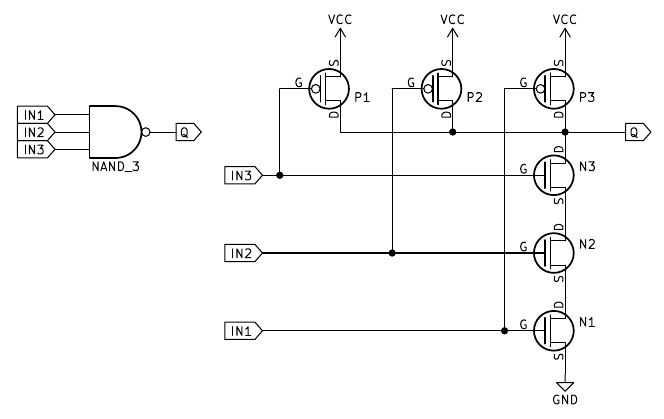 VCC VCC VCC
S S S
G G G
P1 P2 P3
D D D
IN1
IN2
IN3
Q
NAND_3
Q
D
IN3 G N3
S
D
IN2 G N2
S
D
IN1 G N1
S
GND